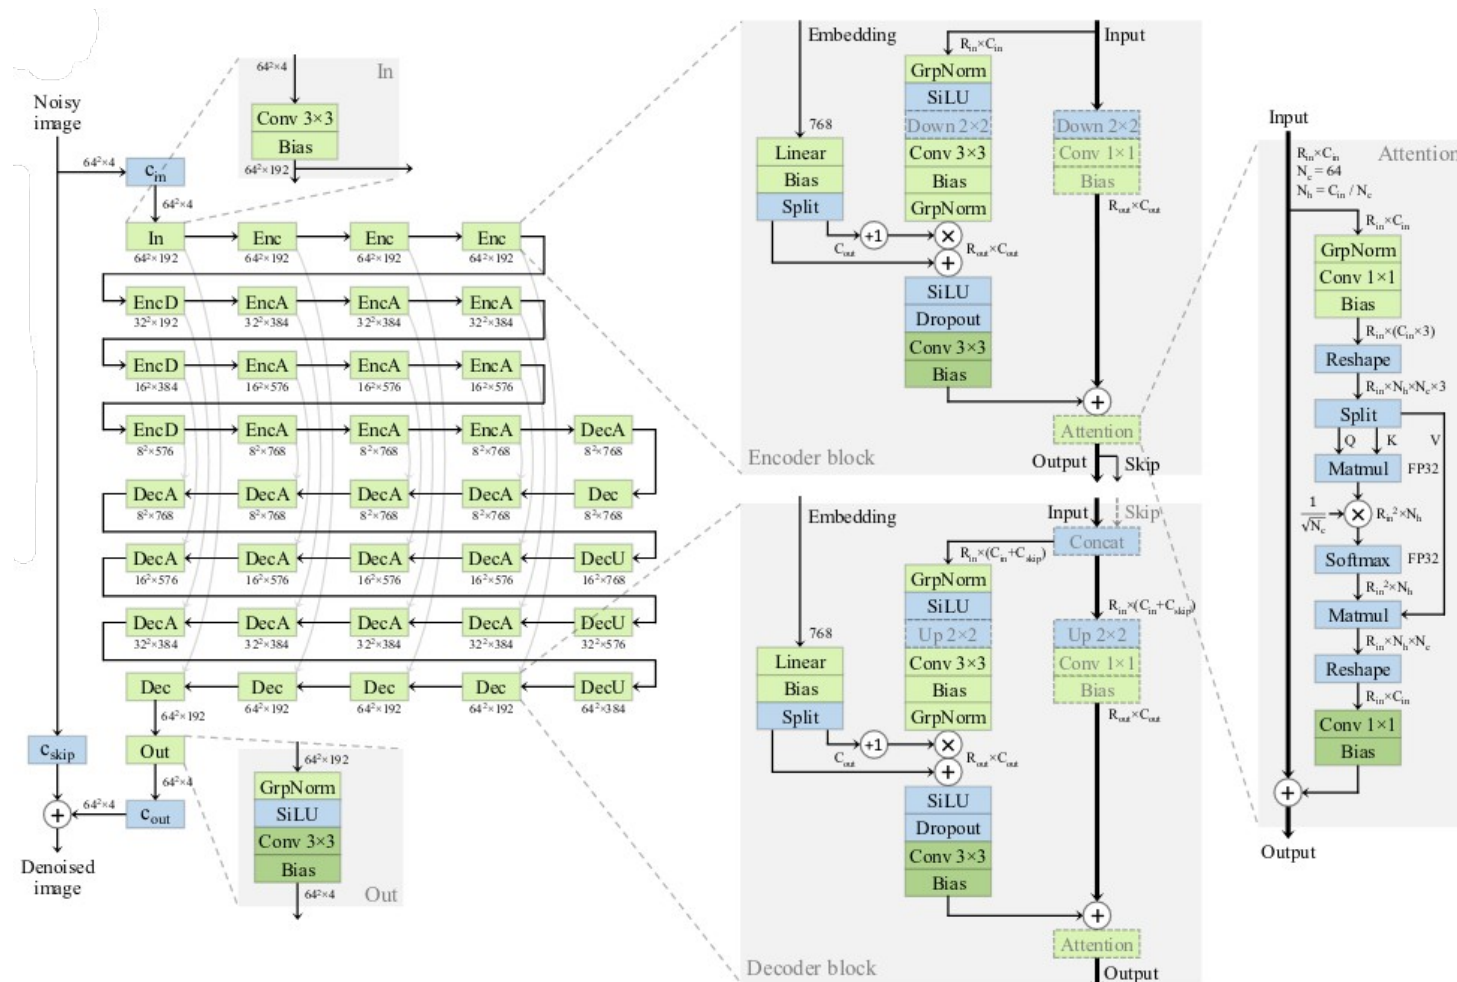 Noisy
image
64²×4
c_in
64²×4
64²×4
In
Conv 3×3
Bias
64²×192
In Enc Enc Enc
64²×192 64²×192 64²×192 64²×192
EncD EncA EncA EncA
32²×192 32²×384 32²×384 32²×384
EncD EncA EncA EncA
16²×384 16²×576 16²×576 16²×576
EncD EncA EncA EncA DecA
8²×576 8²×768 8²×768 8²×768 8²×768
DecA DecA DecA DecA Dec
8²×768 8²×768 8²×768 8²×768 8²×768
DecA DecA DecA DecA DecU
16²×576 16²×576 16²×576 16²×576 16²×768
DecA DecA DecA DecA DecU
32²×384 32²×384 32²×384 32²×384 32²×576
Dec Dec Dec Dec DecU
64²×192 64²×192 64²×192 64²×192 64²×384
c_skip
Out
64²×4
64²×4
c_out
Denoised
image
64²×192
GrpNorm
SiLU
Conv 3×3
Bias
64²×4
Out
Embedding
Input
R_in×C_in
768
Linear
Bias
Split
GrpNorm
SiLU
Down 2×2
Conv 3×3
Bias
GrpNorm
Down 2×2
Conv 1×1
Bias
R_out×C_out
C_out
+1
×
R_out×C_out
+
SiLU
Dropout
Conv 3×3
Bias
+
Attention
Output
Skip
Encoder block
Embedding
Input
Skip
Concat
R_in×(C_in+C_skip)
R_in×(C_in+C_skip)
768
Linear
Bias
Split
GrpNorm
SiLU
Up 2×2
Conv 3×3
Bias
GrpNorm
Up 2×2
Conv 1×1
Bias
R_out×C_out
C_out
+1
×
R_out×C_out
+
SiLU
Dropout
Conv 3×3
Bias
+
Attention
Output
Decoder block
Input
Attention
R_in×C_in
N_c = 64
N_h = C_in / N_c
R_in×C_in
GrpNorm
Conv 1×1
Bias
R_in×(C_in×3)
Reshape
R_in×N_h×N_c×3
Split
Q K V
Matmul FP32
1/√N_c × R_in²×N_h
Softmax FP32
R_in²×N_h
Matmul
R_in×N_h×N_c
Reshape
R_in×C_in
Conv 1×1
Bias
+
Output